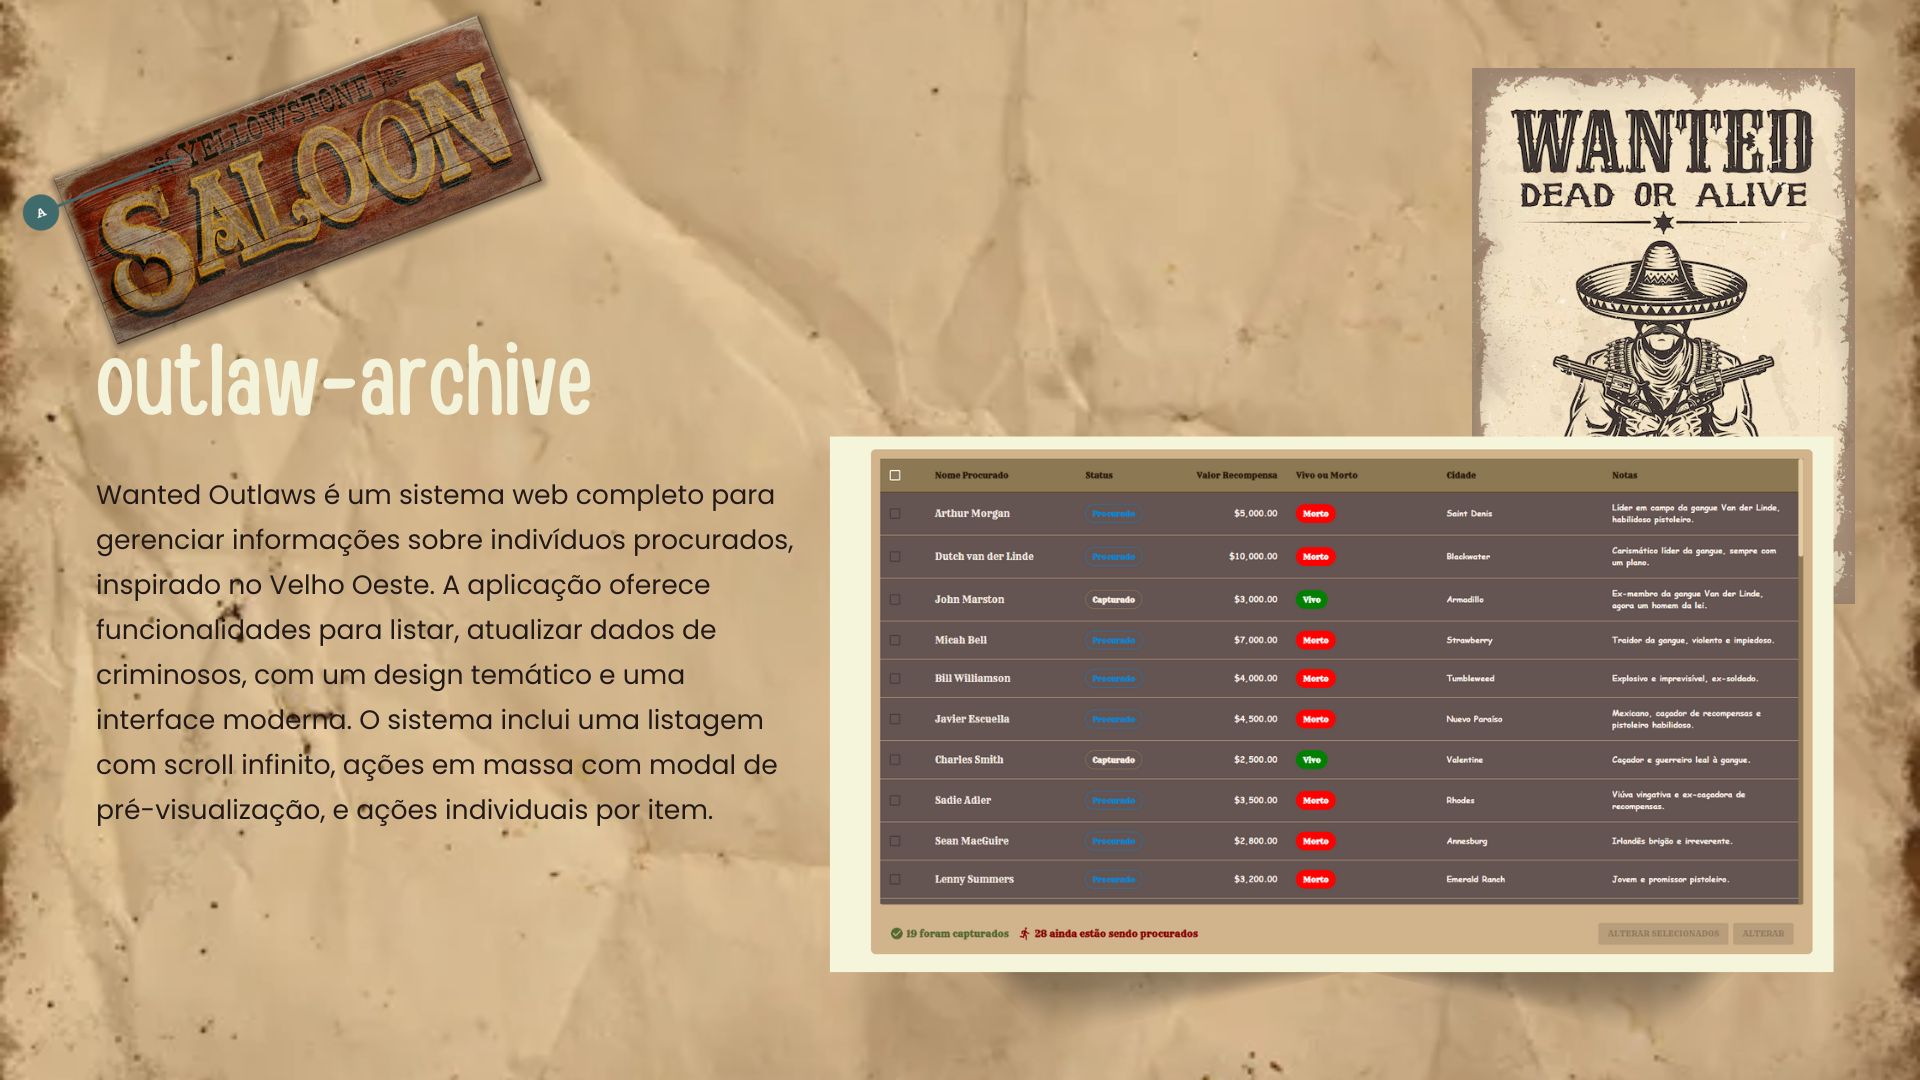 YELLOWSTONE
SALOON
A
WANTED
DEAD OR ALIVE
outlaw-archive
Wanted Outlaws é um sistema web completo para
gerenciar informações sobre indivíduos procurados,
inspirado no Velho Oeste. A aplicação oferece
funcionalidades para listar, atualizar dados de
criminosos, com um design temático e uma
interface moderna. O sistema inclui uma listagem
com scroll infinito, ações em massa com modal de
pré-visualização, e ações individuais por item.
Nome Procurado Status Valor Recompensa Vivo ou Morto Cidade Notas
Arthur Morgan Procurado $5,000.00 Morto Saint Denis Líder em campo da gangue Van der Linde,
habilidoso pistoleiro.
Dutch van der Linde Procurado $10,000.00 Morto Blackwater Carismático líder da gangue, sempre com
um plano.
John Marston Capturado $3,000.00 Vivo Armadillo Ex-membro da gangue Van der Linde,
agora um homem da lei.
Micah Bell Procurado $7,000.00 Morto Strawberry Traidor da gangue, violento e impiedoso.
Bill Williamson Procurado $4,000.00 Morto Tumbleweed Explosivo e imprevisível, ex-soldado.
Javier Escuella Procurado $4,500.00 Morto Nuevo Paraíso Mexicano, caçador de recompensas e
pistoleiro habilidoso.
Charles Smith Capturado $2,500.00 Vivo Valentine Caçador e guerreiro leal à gangue.
Sadie Adler Procurado $3,500.00 Morto Rhodes Viúva vingativa e ex-caçadora de
recompensas.
Sean MacGuire Procurado $2,800.00 Morto Annesburg Irlandês brigão e irreverente.
Lenny Summers Procurado $3,200.00 Morto Emerald Ranch Jovem e promissor pistoleiro.
19 foram capturados 28 ainda estão sendo procurados ALTERAR SELECIONADOS ALTERAR